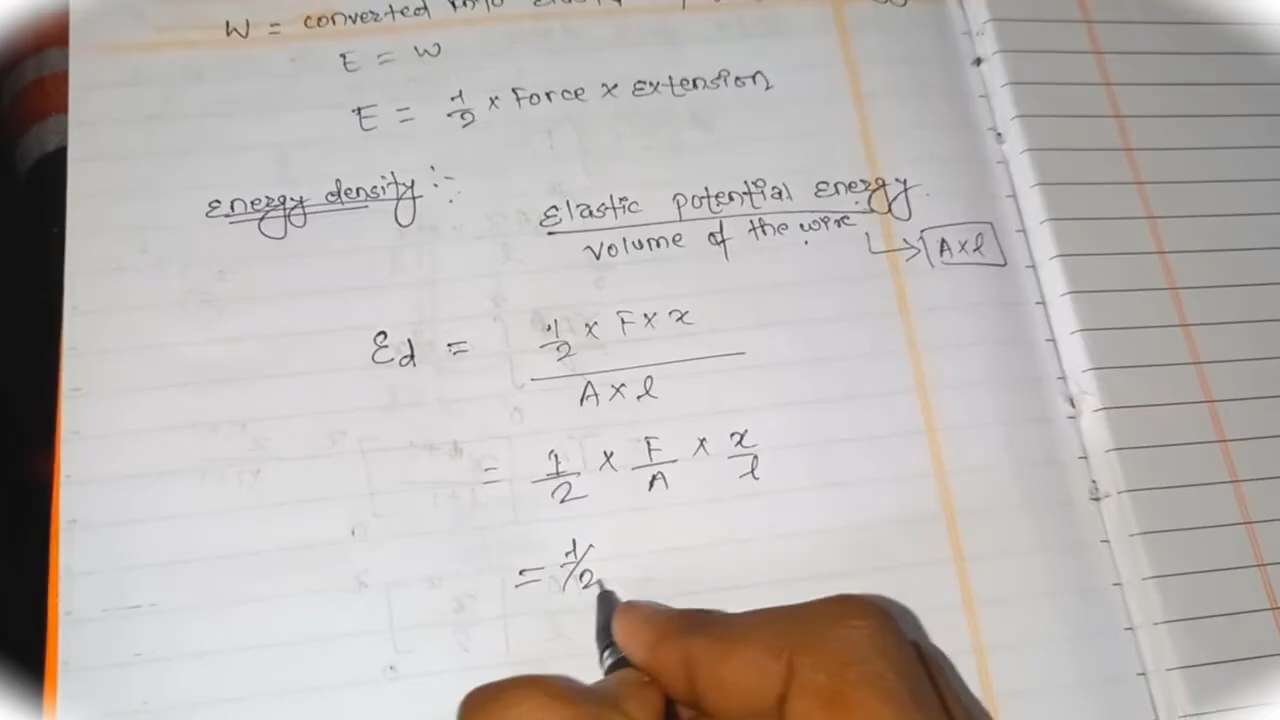 W = converted into
E = W
E = 1/2 × Force × Extension
Energy density :-
Elastic potential energy
volume of the wire → A×l
Ed = 1/2 × F × x
A × l
= 1/2 × F/A × x/l
= 1/2